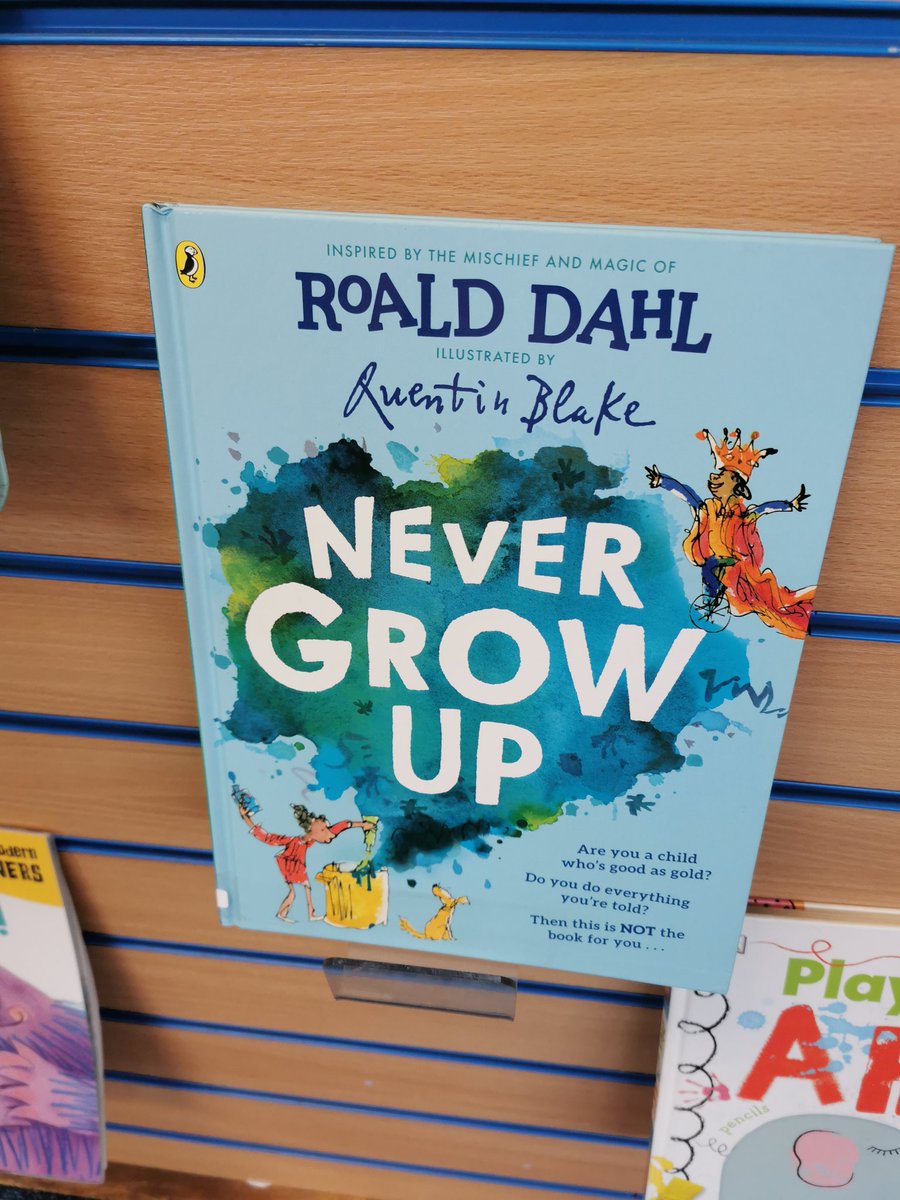 INSPIRED BY THE MISCHIEF AND MAGIC OF
ROALD DAHL
ILLUSTRATED BY
Quentin Blake
NEVER
GROW
UP
Are you a child
who's good as gold?
Do you do everything
you're told?
Then this is NOT the
book for you . . .
NERS
Play
pencils